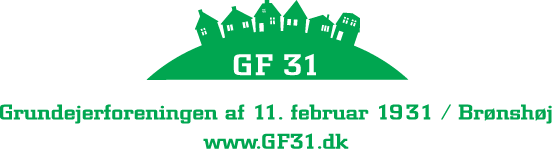 GF 31
Grundejerforeningen af 11. februar 1931 / Brønshøj
www.GF31.dk